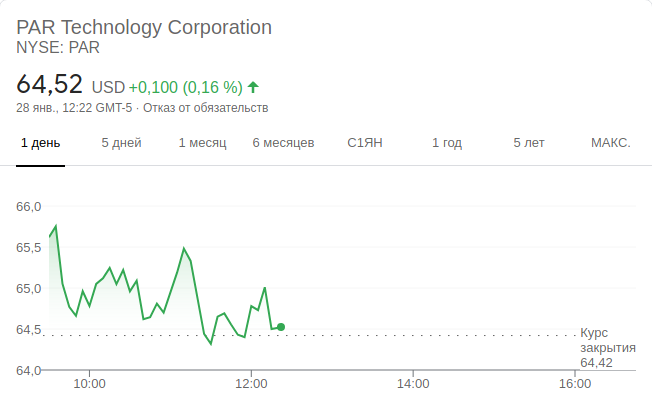 PAR Technology Corporation
NYSE: PAR
64,52 USD +0,100 (0,16 %)
28 янв., 12:22 GMT-5 · Отказ от обязательств
1 день 5 дней 1 месяц 6 месяцев С1ЯН 1 год 5 лет МАКС.
66,0
65,5
65,0
64,5
Курс
закрытия
64,42
64,0
10:00 12:00 14:00 16:00